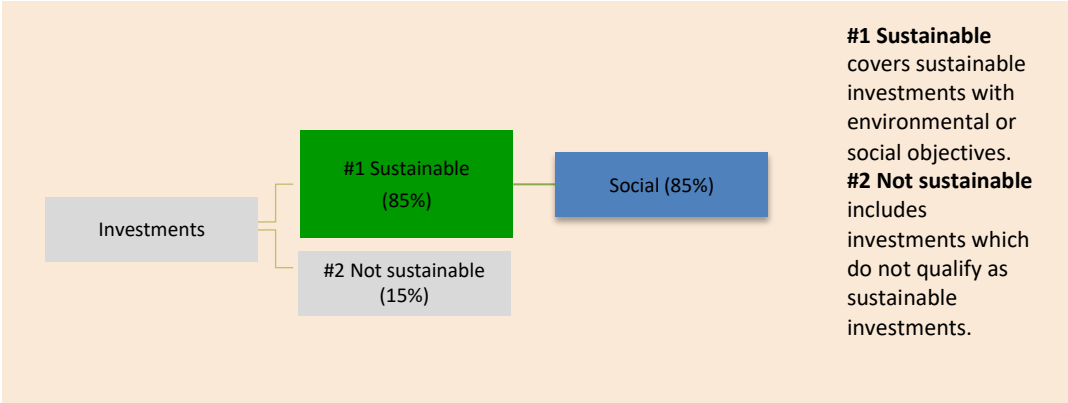 Investments
#1 Sustainable
(85%)
Social (85%)
#2 Not sustainable
(15%)
#1 Sustainable
covers sustainable
investments with
environmental or
social objectives.
#2 Not sustainable
includes
investments which
do not qualify as
sustainable
investments.